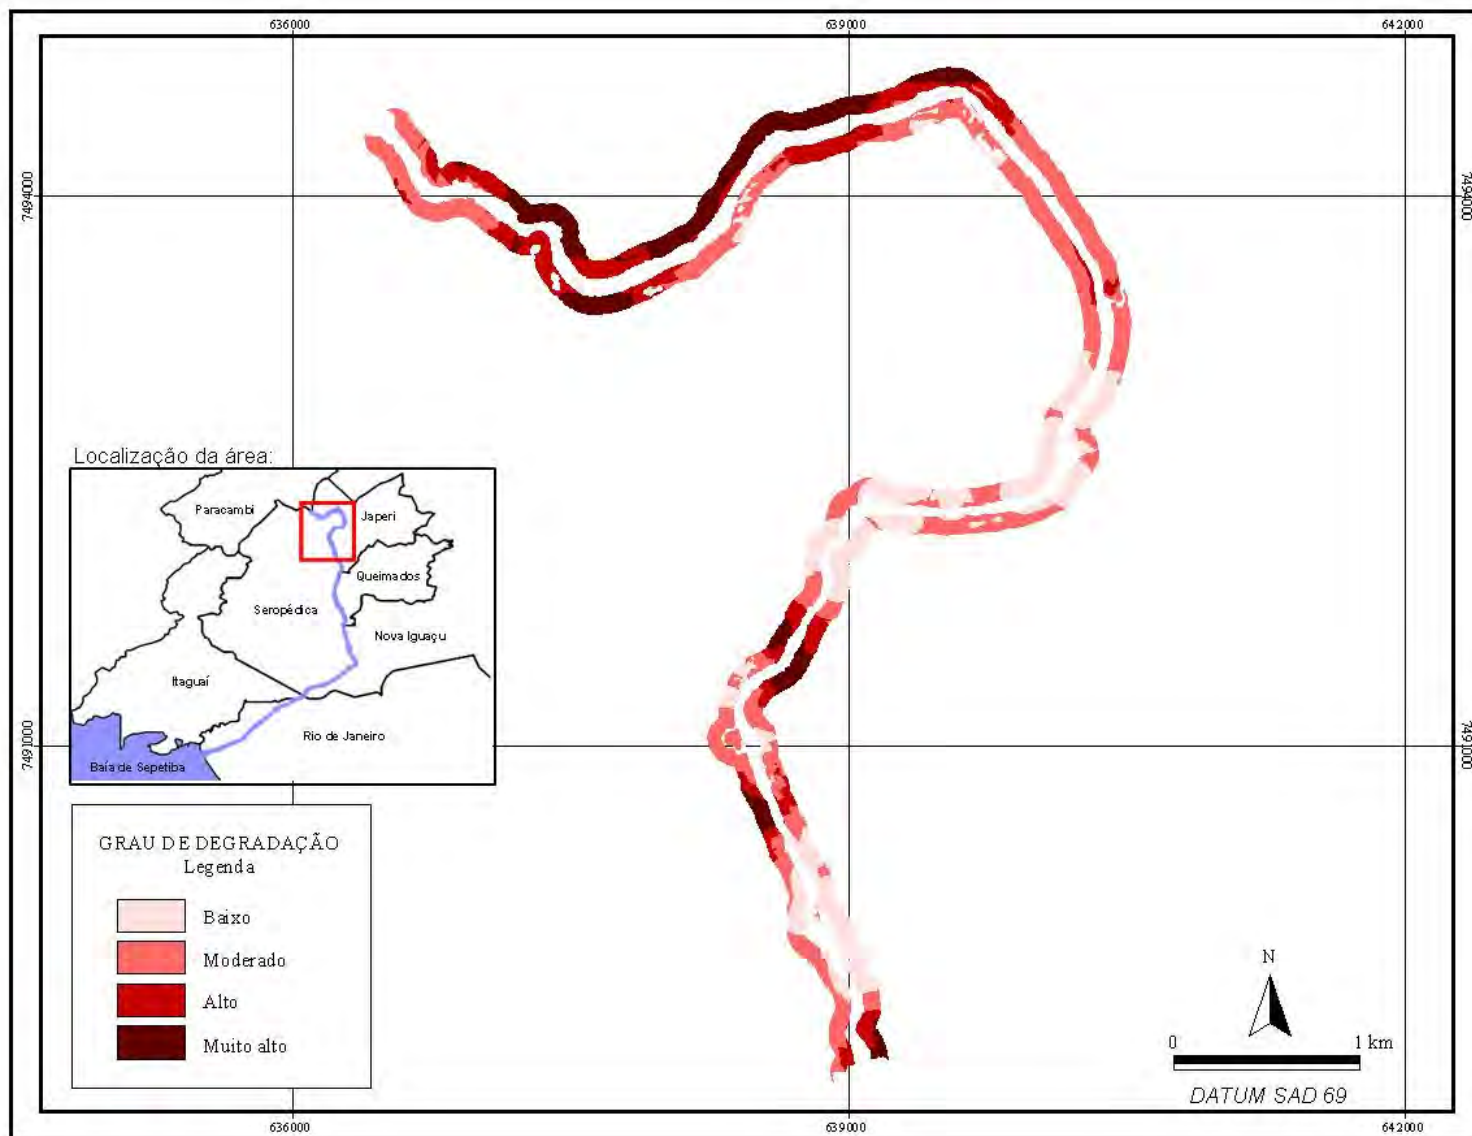 636000
639000
642000
7494000
7494000
Localização da área:
Paracambi
Japeri
Queimados
Seropédica
Nova Iguaçu
Itaguaí
Rio de Janeiro
Baía de Sepetiba
7491000
7491000
GRAU DE DEGRADAÇÃO
Legenda
Baixo
Moderado
Alto
Muito alto
N
0 1 km
DATUM SAD 69
636000
639000
642000